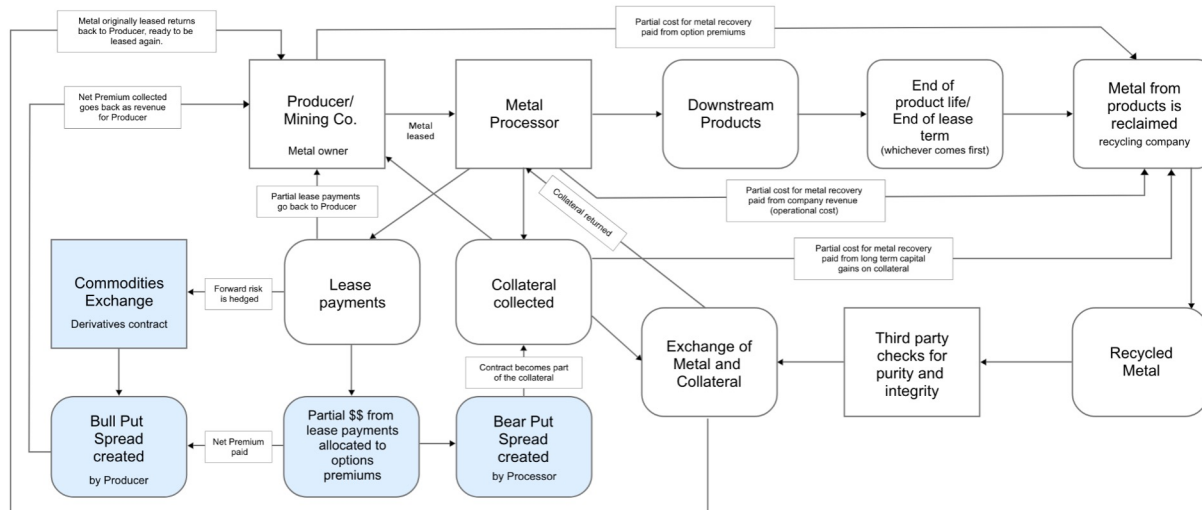 Metal originally leased returns
back to Producer, ready to be
leased again.
Partial cost for metal recovery
paid from option premiums
Net Premium collected
goes back as revenue
for Producer
Producer/
Mining Co.
Metal owner
Metal
leased
Metal
Processor
Downstream
Products
End of
product life/
End of lease
term
(whichever comes first)
Metal from
products is
reclaimed
recycling company
Partial lease payments
go back to Producer
Collateral returned
Partial cost for metal recovery
paid from company revenue
(operational cost)
Partial cost for metal recovery
paid from long term capital
gains on collateral
Commodities
Exchange
Derivatives contract
Forward risk
is hedged
Lease
payments
Collateral
collected
Exchange of
Metal and
Collateral
Third party
checks for
purity and
integrity
Recycled
Metal
Contract becomes part
of the collateral
Bull Put
Spread
created
by Producer
Net Premium
paid
Partial $$ from
lease payments
allocated to
options
premiums
Bear Put
Spread
created
by Processor